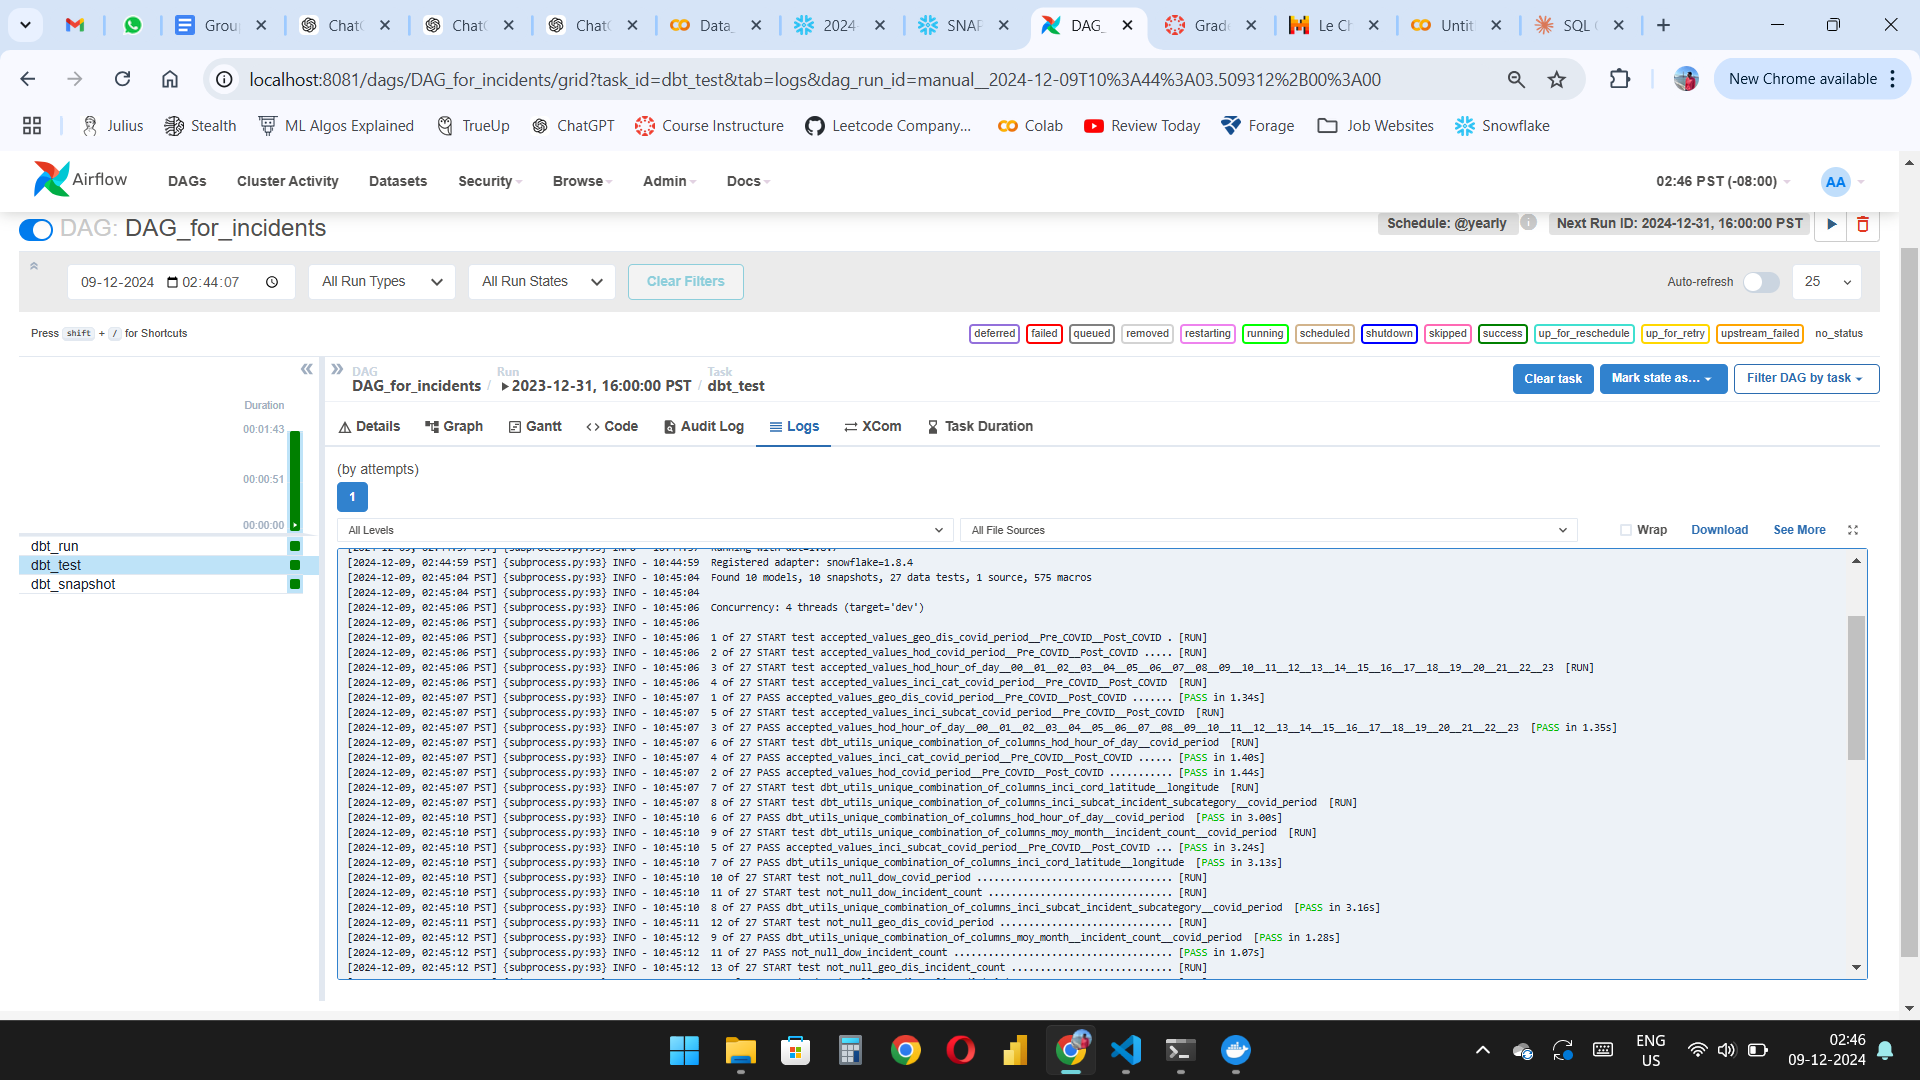 Grou
ChatG
ChatG
ChatG
Data_
2024-
SNAP
DAG_
Grade
Le Ch
Untit
SQL
localhost:8081/dags/DAG_for_incidents/grid?task_id=dbt_test&tab=logs&dag_run_id=manual__2024-12-09T10%3A44%3A03.509312%2B00%3A00
New Chrome available
Julius
Stealth
ML Algos Explained
TrueUp
ChatGPT
Course Instructure
Leetcode Company...
Colab
Review Today
Forage
Job Websites
Snowflake
Airflow
DAGs
Cluster Activity
Datasets
Security
Browse
Admin
Docs
02:46 PST (-08:00)
AA
DAG: DAG_for_incidents
Schedule: @yearly
Next Run ID: 2024-12-31, 16:00:00 PST
09-12-2024 02:44:07
All Run Types
All Run States
Clear Filters
Auto-refresh
25
Press shift + / for Shortcuts
deferred
failed
queued
removed
restarting
running
scheduled
shutdown
skipped
success
up_for_reschedule
up_for_retry
upstream_failed
no_status
DAG
DAG_for_incidents /
Run
2023-12-31, 16:00:00 PST /
Task
dbt_test
Clear task
Mark state as...
Filter DAG by task
Duration
00:01:43
00:00:51
00:00:00
dbt_run
dbt_test
dbt_snapshot
Details
Graph
Gantt
Code
Audit Log
Logs
XCom
Task Duration
(by attempts)
1
All Levels
All File Sources
Wrap
Download
See More
[2024-12-09, 02:44:59 PST] {subprocess.py:93} INFO - 10:44:59 Registered adapter: snowflake=1.8.4
[2024-12-09, 02:45:04 PST] {subprocess.py:93} INFO - 10:45:04 Found 10 models, 10 snapshots, 27 data tests, 1 source, 575 macros
[2024-12-09, 02:45:04 PST] {subprocess.py:93} INFO - 10:45:04
[2024-12-09, 02:45:06 PST] {subprocess.py:93} INFO - 10:45:06 Concurrency: 4 threads (target='dev')
[2024-12-09, 02:45:06 PST] {subprocess.py:93} INFO - 10:45:06
[2024-12-09, 02:45:06 PST] {subprocess.py:93} INFO - 10:45:06 1 of 27 START test accepted_values_geo_dis_covid_period__Pre_COVID__Post_COVID . [RUN]
[2024-12-09, 02:45:06 PST] {subprocess.py:93} INFO - 10:45:06 2 of 27 START test accepted_values_hod_covid_period__Pre_COVID__Post_COVID ..... [RUN]
[2024-12-09, 02:45:06 PST] {subprocess.py:93} INFO - 10:45:06 3 of 27 START test accepted_values_hod_hour_of_day__00__01__02__03__04__05__06__07__08__09__10__11__12__13__14__15__16__17__18__19__20__21__22__23 [RUN]
[2024-12-09, 02:45:06 PST] {subprocess.py:93} INFO - 10:45:06 4 of 27 START test accepted_values_inci_cat_covid_period__Pre_COVID__Post_COVID [RUN]
[2024-12-09, 02:45:07 PST] {subprocess.py:93} INFO - 10:45:07 1 of 27 PASS accepted_values_geo_dis_covid_period__Pre_COVID__Post_COVID ....... [PASS in 1.34s]
[2024-12-09, 02:45:07 PST] {subprocess.py:93} INFO - 10:45:07 5 of 27 START test accepted_values_inci_subcat_covid_period__Pre_COVID__Post_COVID [RUN]
[2024-12-09, 02:45:07 PST] {subprocess.py:93} INFO - 10:45:07 3 of 27 PASS accepted_values_hod_hour_of_day__00__01__02__03__04__05__06__07__08__09__10__11__12__13__14__15__16__17__18__19__20__21__22__23 [PASS in 1.35s]
[2024-12-09, 02:45:07 PST] {subprocess.py:93} INFO - 10:45:07 6 of 27 START test dbt_utils_unique_combination_of_columns_hod_hour_of_day__covid_period [RUN]
[2024-12-09, 02:45:07 PST] {subprocess.py:93} INFO - 10:45:07 4 of 27 PASS accepted_values_inci_cat_covid_period__Pre_COVID__Post_COVID ...... [PASS in 1.40s]
[2024-12-09, 02:45:07 PST] {subprocess.py:93} INFO - 10:45:07 2 of 27 PASS accepted_values_hod_covid_period__Pre_COVID__Post_COVID ........... [PASS in 1.44s]
[2024-12-09, 02:45:07 PST] {subprocess.py:93} INFO - 10:45:07 7 of 27 START test dbt_utils_unique_combination_of_columns_inci_cord_latitude__longitude [RUN]
[2024-12-09, 02:45:07 PST] {subprocess.py:93} INFO - 10:45:07 8 of 27 START test dbt_utils_unique_combination_of_columns_inci_subcat_incident_subcategory__covid_period [RUN]
[2024-12-09, 02:45:10 PST] {subprocess.py:93} INFO - 10:45:10 6 of 27 PASS dbt_utils_unique_combination_of_columns_hod_hour_of_day__covid_period [PASS in 3.00s]
[2024-12-09, 02:45:10 PST] {subprocess.py:93} INFO - 10:45:10 9 of 27 START test dbt_utils_unique_combination_of_columns_moy_month__incident_count__covid_period [RUN]
[2024-12-09, 02:45:10 PST] {subprocess.py:93} INFO - 10:45:10 5 of 27 PASS accepted_values_inci_subcat_covid_period__Pre_COVID__Post_COVID ... [PASS in 3.24s]
[2024-12-09, 02:45:10 PST] {subprocess.py:93} INFO - 10:45:10 7 of 27 PASS dbt_utils_unique_combination_of_columns_inci_cord_latitude__longitude [PASS in 3.13s]
[2024-12-09, 02:45:10 PST] {subprocess.py:93} INFO - 10:45:10 10 of 27 START test not_null_dow_covid_period .................................. [RUN]
[2024-12-09, 02:45:10 PST] {subprocess.py:93} INFO - 10:45:10 11 of 27 START test not_null_dow_incident_count ................................ [RUN]
[2024-12-09, 02:45:10 PST] {subprocess.py:93} INFO - 10:45:10 8 of 27 PASS dbt_utils_unique_combination_of_columns_inci_subcat_incident_subcategory__covid_period [PASS in 3.16s]
[2024-12-09, 02:45:11 PST] {subprocess.py:93} INFO - 10:45:11 12 of 27 START test not_null_geo_dis_covid_period .............................. [RUN]
[2024-12-09, 02:45:12 PST] {subprocess.py:93} INFO - 10:45:12 9 of 27 PASS dbt_utils_unique_combination_of_columns_moy_month__incident_count__covid_period [PASS in 1.28s]
[2024-12-09, 02:45:12 PST] {subprocess.py:93} INFO - 10:45:12 11 of 27 PASS not_null_dow_incident_count ...................................... [PASS in 1.07s]
[2024-12-09, 02:45:12 PST] {subprocess.py:93} INFO - 10:45:12 13 of 27 START test not_null_geo_dis_incident_count ............................ [RUN]
ENG
US
02:46
09-12-2024